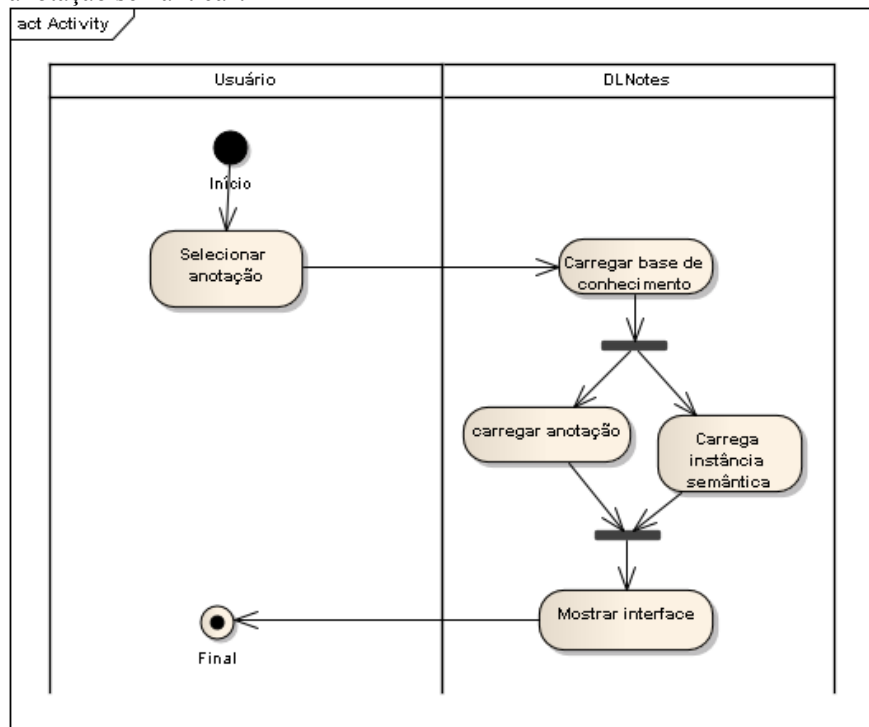 act Activity
Usuário
DLNotes
Início
Selecionar
anotação
Carregar base de
conhecimento
carregar anotação
Carrega
instância
semântica
Mostrar interface
Final